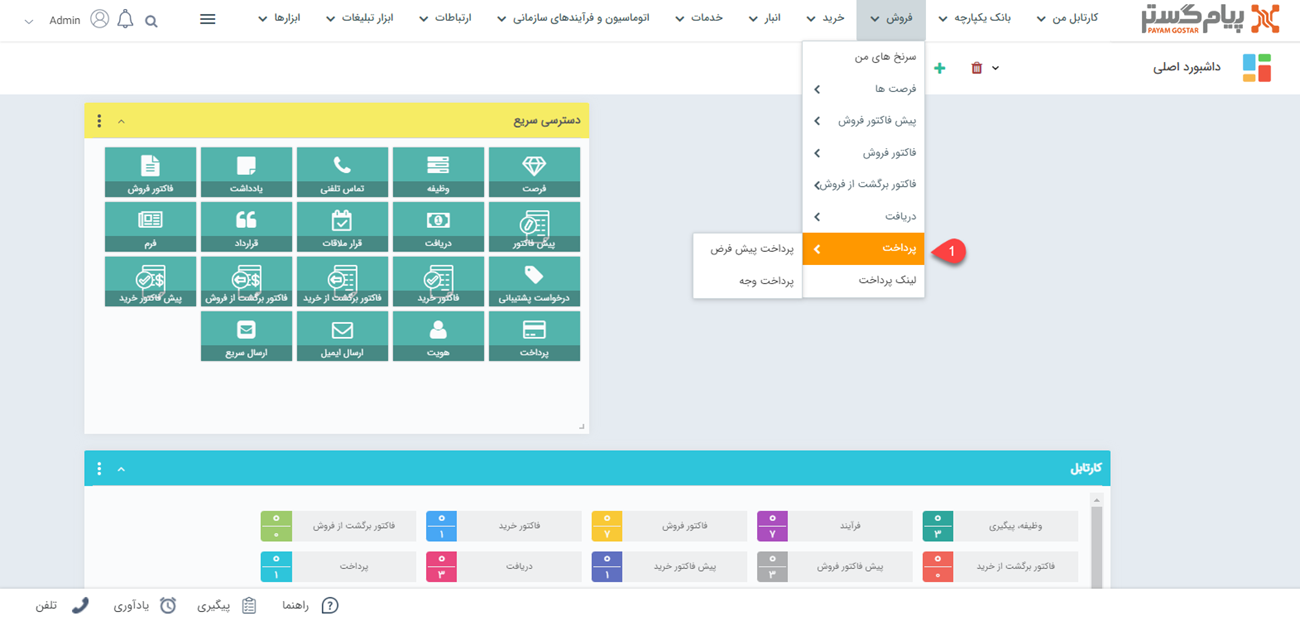 پیام گستر
PAYAM GOSTAR
کارتابل من
بانک یکپارچه
فروش
خرید
انبار
خدمات
اتوماسیون و فرآیندهای سازمانی
ارتباطات
ابزار تبلیغات
ابزارها
Admin
داشبورد اصلی
سرنخ های من
فرصت ها
پیش فاکتور فروش
فاکتور فروش
فاکتور برگشت از فروش
دریافت
پرداخت
لینک پرداخت
پرداخت پیش فرض
پرداخت وجه
1
دسترسی سریع
فرصت
وظیفه
تماس تلفنی
یادداشت
فاکتور فروش
پیش فاکتور
دریافت
قرار ملاقات
قرارداد
فرم
درخواست پشتیبانی
فاکتور خرید
فاکتور برگشت از خرید
فاکتور برگشت از فروش
پیش فاکتور خرید
پرداخت
هویت
ارسال ایمیل
ارسال سریع
کارتابل
وظیفه، پیگیری
۰
۳
فرآیند
۰
۷
فاکتور فروش
۰
۷
فاکتور خرید
۰
۱
فاکتور برگشت از فروش
۰
۰
فاکتور برگشت از خرید
۰
۰
پیش فاکتور فروش
۰
۳
پیش فاکتور خرید
۰
۱
دریافت
۰
۳
پرداخت
۰
۱
راهنما
پیگیری
یادآوری
تلفن